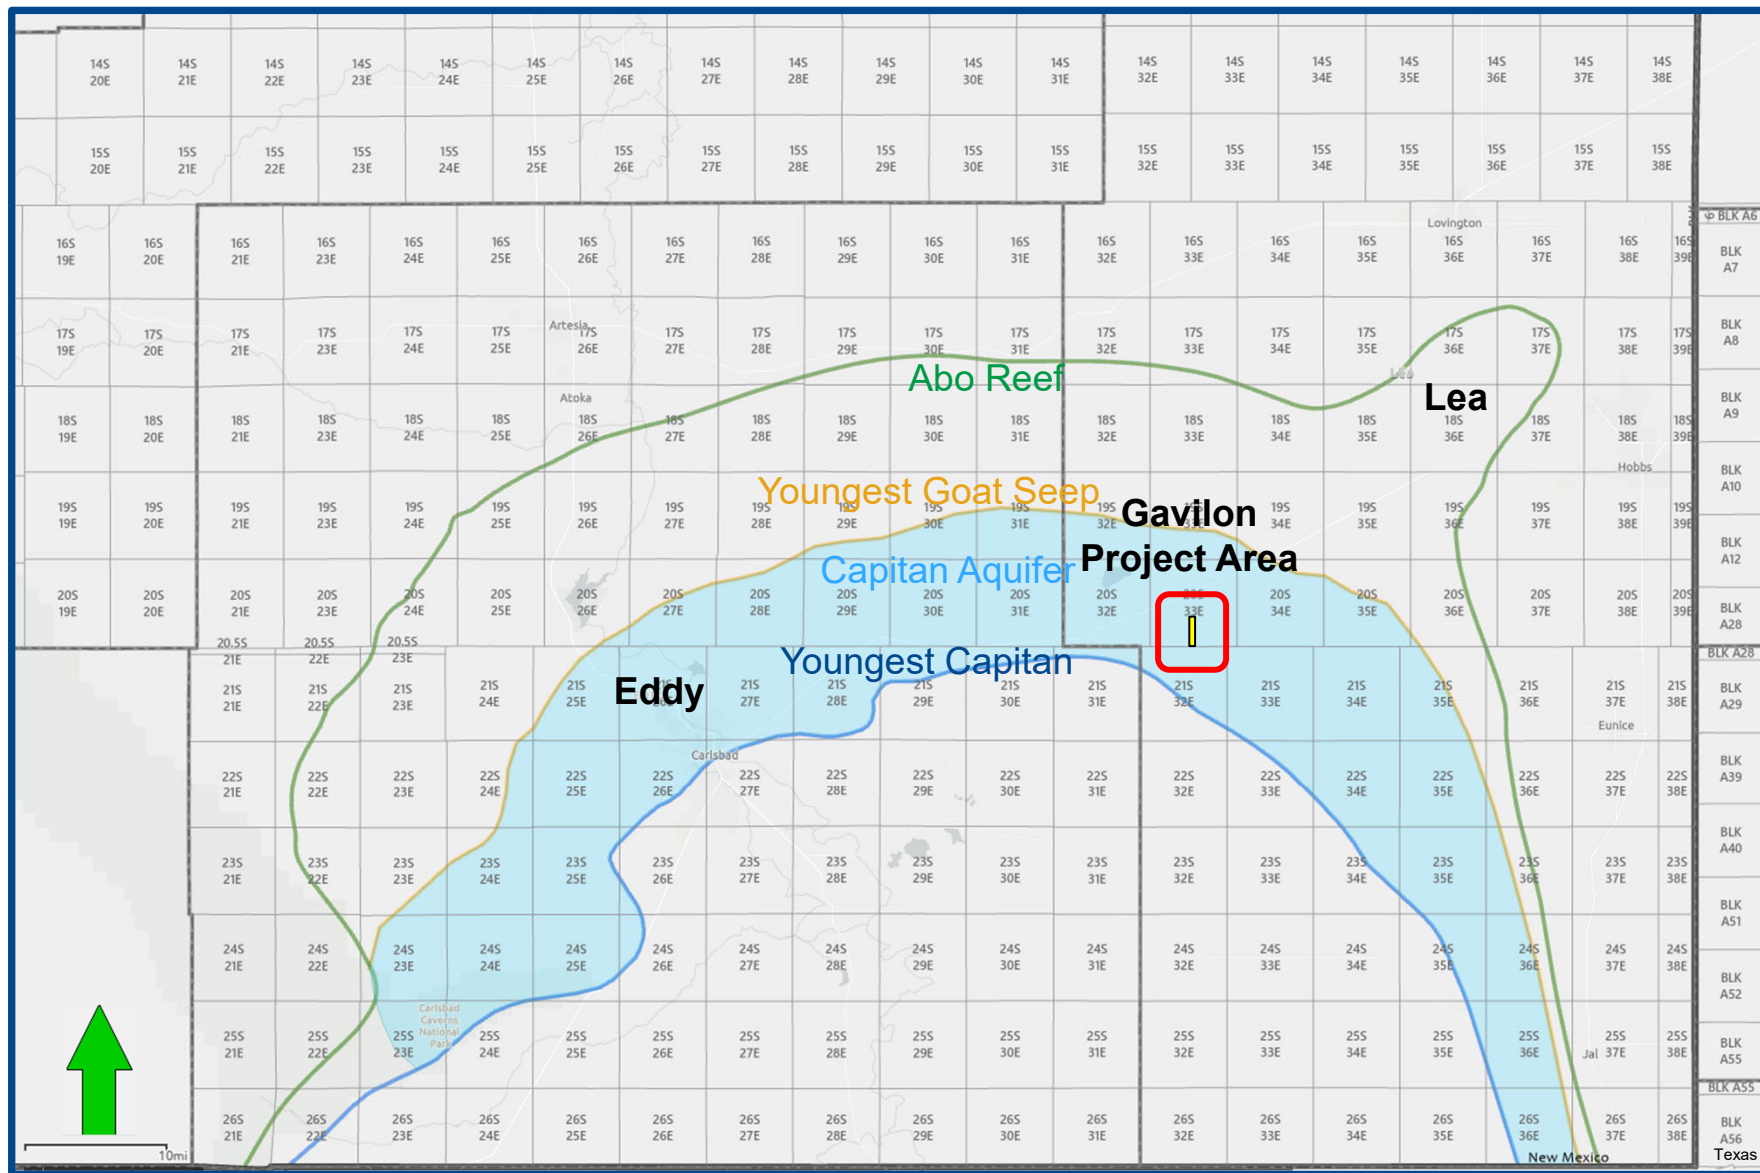 14S 14S 14S 14S 14S 14S 14S 14S 14S 14S 14S 14S 14S 14S 14S 14S 14S 14S 14S
20E 21E 22E 23E 24E 25E 26E 27E 28E 29E 30E 31E 32E 33E 34E 35E 36E 37E 38E
15S 15S 15S 15S 15S 15S 15S 15S 15S 15S 15S 15S 15S 15S 15S 15S 15S 15S 15S
20E 21E 22E 23E 24E 25E 26E 27E 28E 29E 30E 31E 32E 33E 34E 35E 36E 37E 38E
BLK A6
Lovington
16S 16S 16S 16S 16S 16S 16S 16S 16S 16S 16S 16S 16S 16S 16S 16S 16S 16S 16S BLK
19E 20E 21E 23E 24E 25E 26E 27E 28E 29E 30E 31E 32E 33E 34E 35E 36E 37E 38E 39E A7
Artesia
17S 17S 17S 17S 17S 17S 17S 17S 17S 17S 17S 17S 17S 17S 17S 17S 17S 17S 17S 17S BLK
19E 20E 21E 23E 24E 25E 26E 27E 28E 29E 30E 31E 32E 33E 34E 35E 36E 37E 38E 39E A8
Abo Reef
Lea
Lea
Atoka
18S 18S 18S 18S 18S 18S 18S 18S 18S 18S 18S 18S 18S 18S 18S 18S 18S 18S 18S 18S BLK
19E 20E 21E 23E 24E 25E 26E 27E 28E 29E 30E 31E 32E 33E 34E 35E 36E 37E 38E 39E A9
Hobbs
BLK
A10
Youngest Goat Seep
19S 19S 19S 19S 19S 19S 19S 19S 19S 19S 19S 19S 19S 19S 19S 19S 19S 19S 19S 19S
19E 20E 21E 23E 24E 25E 26E 27E 28E 29E 30E 31E 32E 33E 34E 35E 36E 37E 38E 39E
Gavilon
Project Area
BLK
A12
Capitan Aquifer
20S 20S 20S 20S 20S 20S 20S 20S 20S 20S 20S 20S 20S 20S 20S 20S 20S 20S 20S 20S BLK
19E 20E 21E 23E 24E 25E 26E 27E 28E 29E 30E 31E 32E 33E 34E 35E 36E 37E 38E 39E A28
20.5S 20.5S 20.5S
21E 22E 23E
BLK A28
Youngest Capitan
Eddy
21S 21S 21S 21S 21S 21S 21S 21S 21S 21S 21S 21S 21S 21S 21S 21S 21S 21S BLK
21E 22E 23E 24E 25E 27E 28E 29E 30E 31E 32E 33E 34E 35E 36E 37E 38E A29
Eunice
Carlsbad
22S 22S 22S 22S 22S 22S 22S 22S 22S 22S 22S 22S 22S 22S 22S 22S 22S 22S BLK
21E 22E 23E 24E 25E 26E 27E 28E 29E 30E 31E 32E 33E 34E 35E 36E 37E 38E A39
BLK
A40
23S 23S 23S 23S 23S 23S 23S 23S 23S 23S 23S 23S 23S 23S 23S 23S 23S 23S
21E 22E 23E 24E 25E 26E 27E 28E 29E 30E 31E 32E 33E 34E 35E 36E 37E 38E
BLK
A51
24S 24S 24S 24S 24S 24S 24S 24S 24S 24S 24S 24S 24S 24S 24S 24S 24S 24S
21E 22E 23E 24E 25E 26E 27E 28E 29E 30E 31E 32E 33E 34E 35E 36E 37E 38E
BLK
A52
Carlsbad
Caverns
National
Park
25S 25S 25S 25S 25S 25S 25S 25S 25S 25S 25S 25S 25S 25S 25S 25S 25S 25S BLK
21E 22E 23E 24E 25E 26E 27E 28E 29E 30E 31E 32E 33E 34E 35E 36E Jal 37E 38E A55
BLK A55
26S 26S 26S 26S 26S 26S 26S 26S 26S 26S 26S 26S 26S 26S 26S 26S 26S 26S BLK
21E 22E 23E 24E 25E 26E 27E 28E 29E 30E 31E 32E 33E 34E 35E 36E 37E 38E A56
10mi
New Mexico
Texas